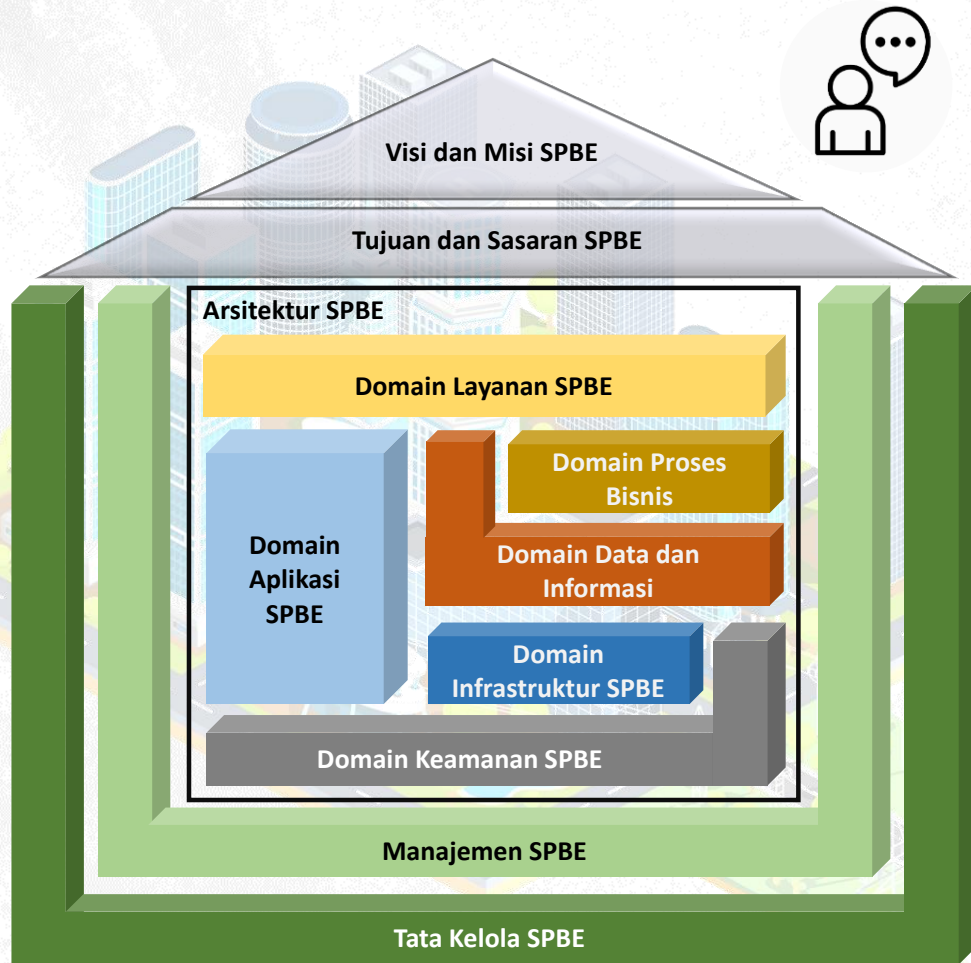 Visi dan Misi SPBE
Tujuan dan Sasaran SPBE
Arsitektur SPBE
Domain Layanan SPBE
Domain
Aplikasi
SPBE
Domain Proses
Bisnis
Domain Data dan
Informasi
Domain
Infrastruktur SPBE
Domain Keamanan SPBE
Manajemen SPBE
Tata Kelola SPBE